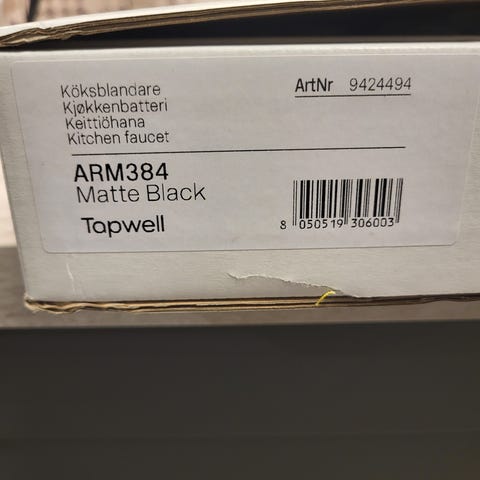 Köksblandare
Kjøkkenbatteri
Keittiöhana
Kitchen faucet
ArtNr 9424494
ARM384
Matte Black
Tapwell
8 050519 306003